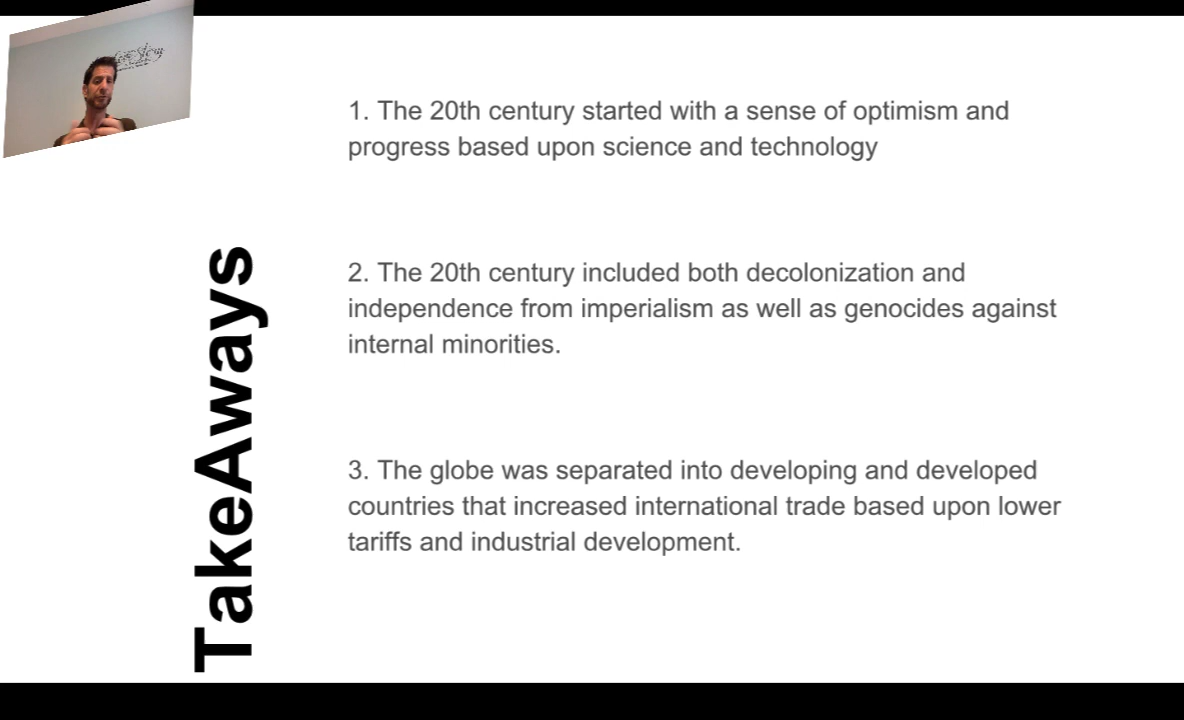 1. The 20th century started with a sense of optimism and
progress based upon science and technology
2. The 20th century included both decolonization and
independence from imperialism as well as genocides against
internal minorities.
3. The globe was separated into developing and developed
countries that increased international trade based upon lower
tariffs and industrial development.
TakeAways